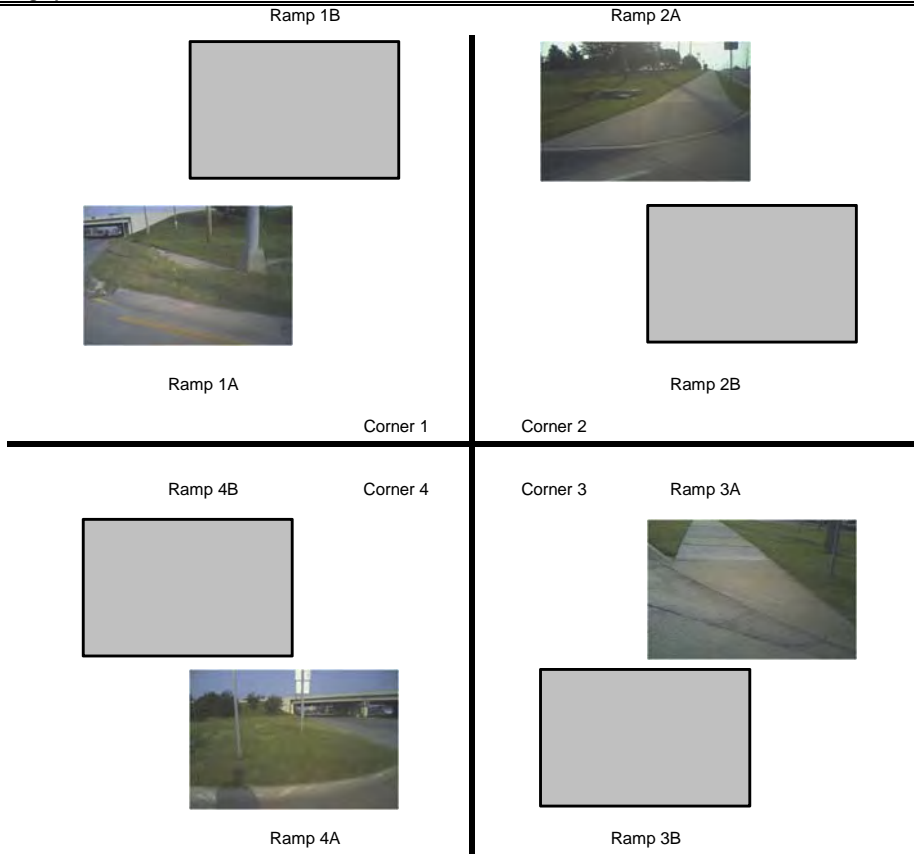 Ramp 1B Ramp 2A
Ramp 1A Ramp 2B
Corner 1 Corner 2
Ramp 4B Corner 4 Corner 3 Ramp 3A
Ramp 4A Ramp 3B